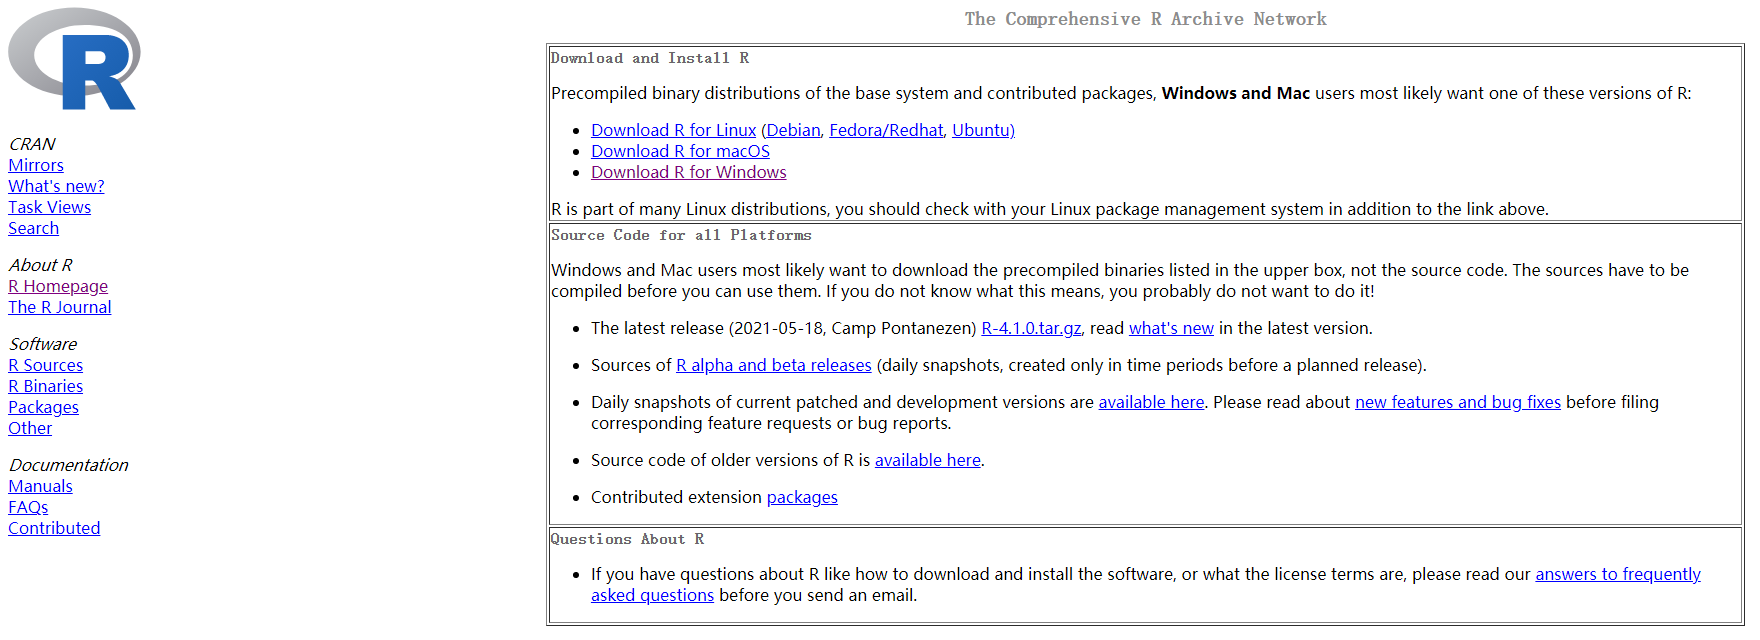 R
CRAN
Mirrors
What's new?
Task Views
Search
About R
R Homepage
The R Journal
Software
R Sources
R Binaries
Packages
Other
Documentation
Manuals
FAQs
Contributed
The Comprehensive R Archive Network
Download and Install R
Precompiled binary distributions of the base system and contributed packages, Windows and Mac users most likely want one of these versions of R:
Download R for Linux (Debian, Fedora/Redhat, Ubuntu)
Download R for macOS
Download R for Windows
R is part of many Linux distributions, you should check with your Linux package management system in addition to the link above.
Source Code for all Platforms
Windows and Mac users most likely want to download the precompiled binaries listed in the upper box, not the source code. The sources have to be
compiled before you can use them. If you do not know what this means, you probably do not want to do it!
The latest release (2021-05-18, Camp Pontanezen) R-4.1.0.tar.gz, read what's new in the latest version.
Sources of R alpha and beta releases (daily snapshots, created only in time periods before a planned release).
Daily snapshots of current patched and development versions are available here. Please read about new features and bug fixes before filing
corresponding feature requests or bug reports.
Source code of older versions of R is available here.
Contributed extension packages
Questions About R
If you have questions about R like how to download and install the software, or what the license terms are, please read our answers to frequently
asked questions before you send an email.